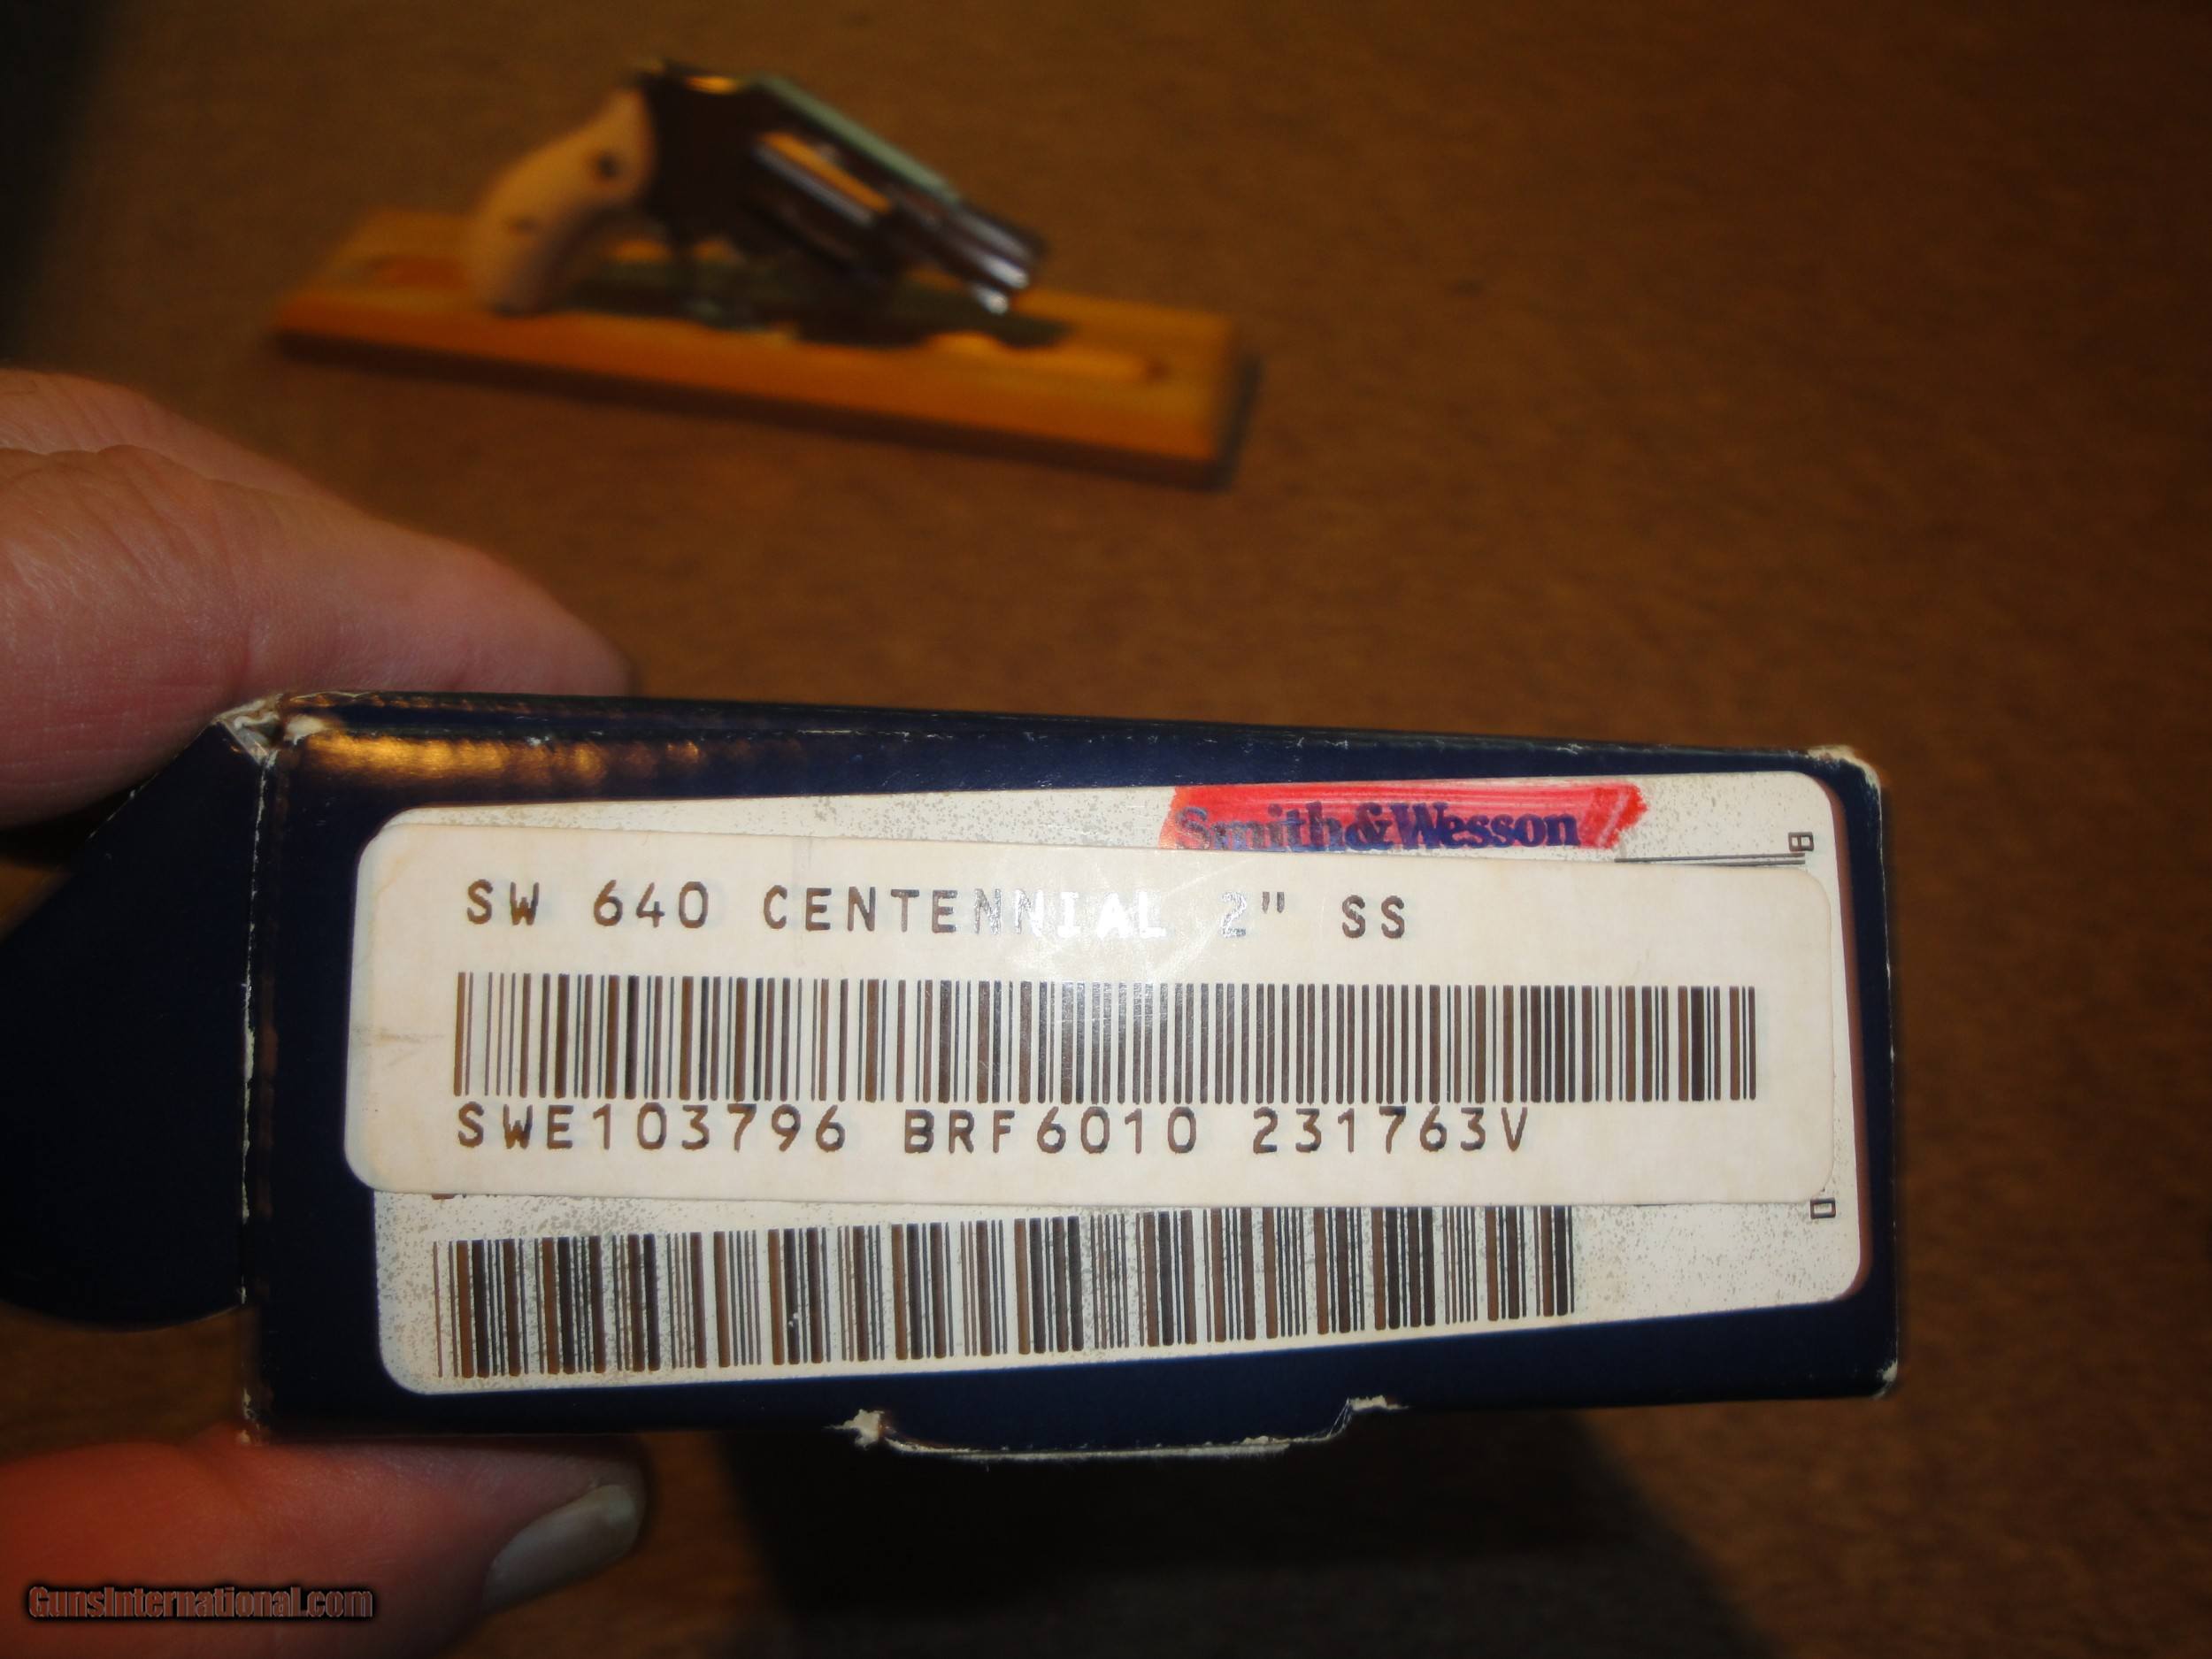 Smith&Wesson
B
SW 640 CENTENNIAL 2" SS
SWE103796 BRF6010 231763V
D
GunsInternational.com